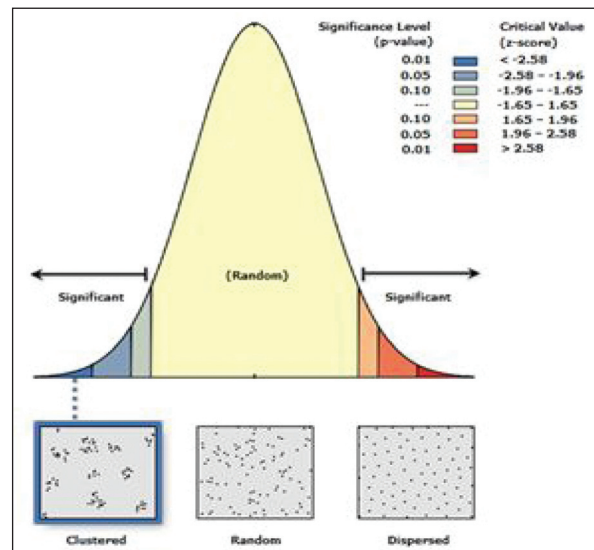 Significance Level Critical Value
(p-value) (z-score)
0.01 < -2.58
0.05 -2.58 – -1.96
0.10 -1.96 – -1.65
--- -1.65 – 1.65
0.10 1.65 – 1.96
0.05 1.96 – 2.58
0.01 > 2.58
(Random)
Significant Significant
Clustered Random Dispersed